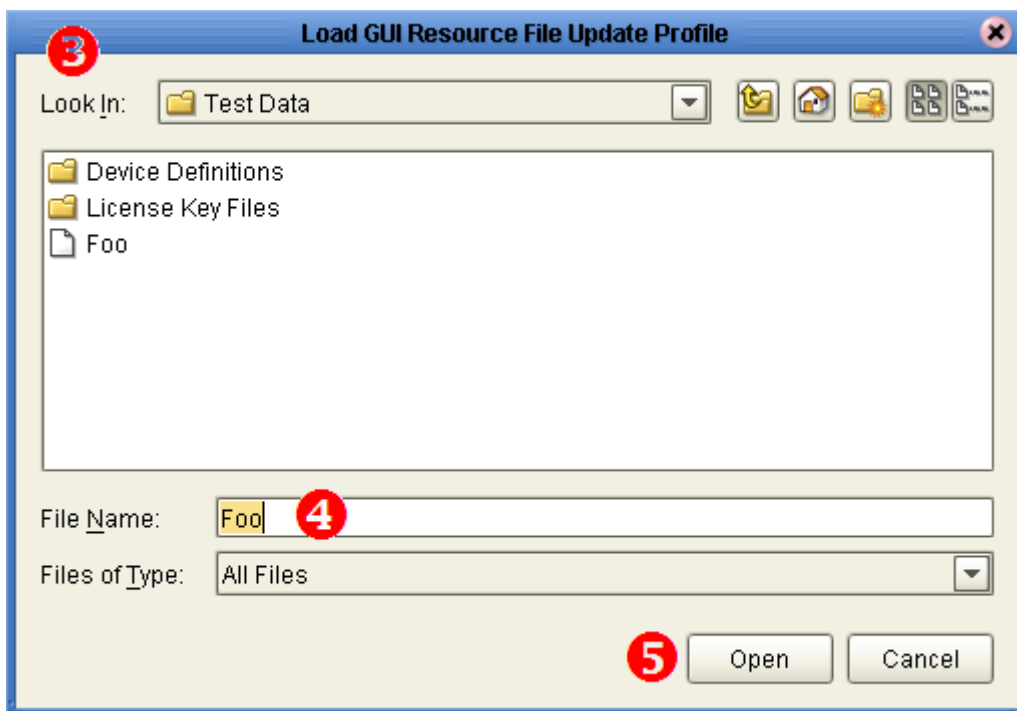 Load GUI Resource File Update Profile
3
Look In: Test Data
Device Definitions
License Key Files
Foo
File Name: Foo 4
Files of Type: All Files
5 Open Cancel